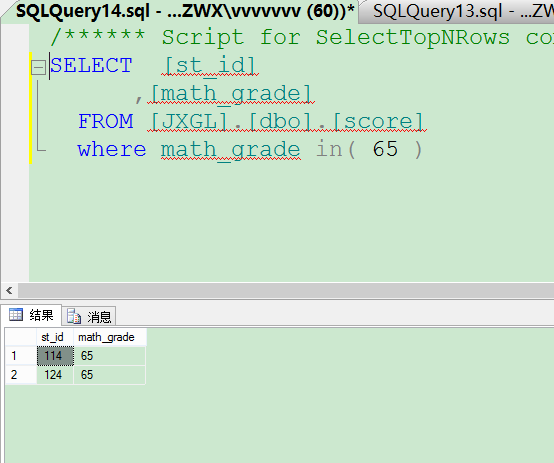 SQLQuery14.sql - ...ZWX\vvvvvvv (60))* SQLQuery13.sql - ...ZW
/****** Script for SelectTopNRows co
SELECT [st_id]
,[math_grade]
FROM [JXGL].[dbo].[score]
where math_grade in( 65 )
结果 消息
st_id math_grade
1 114 65
2 124 65